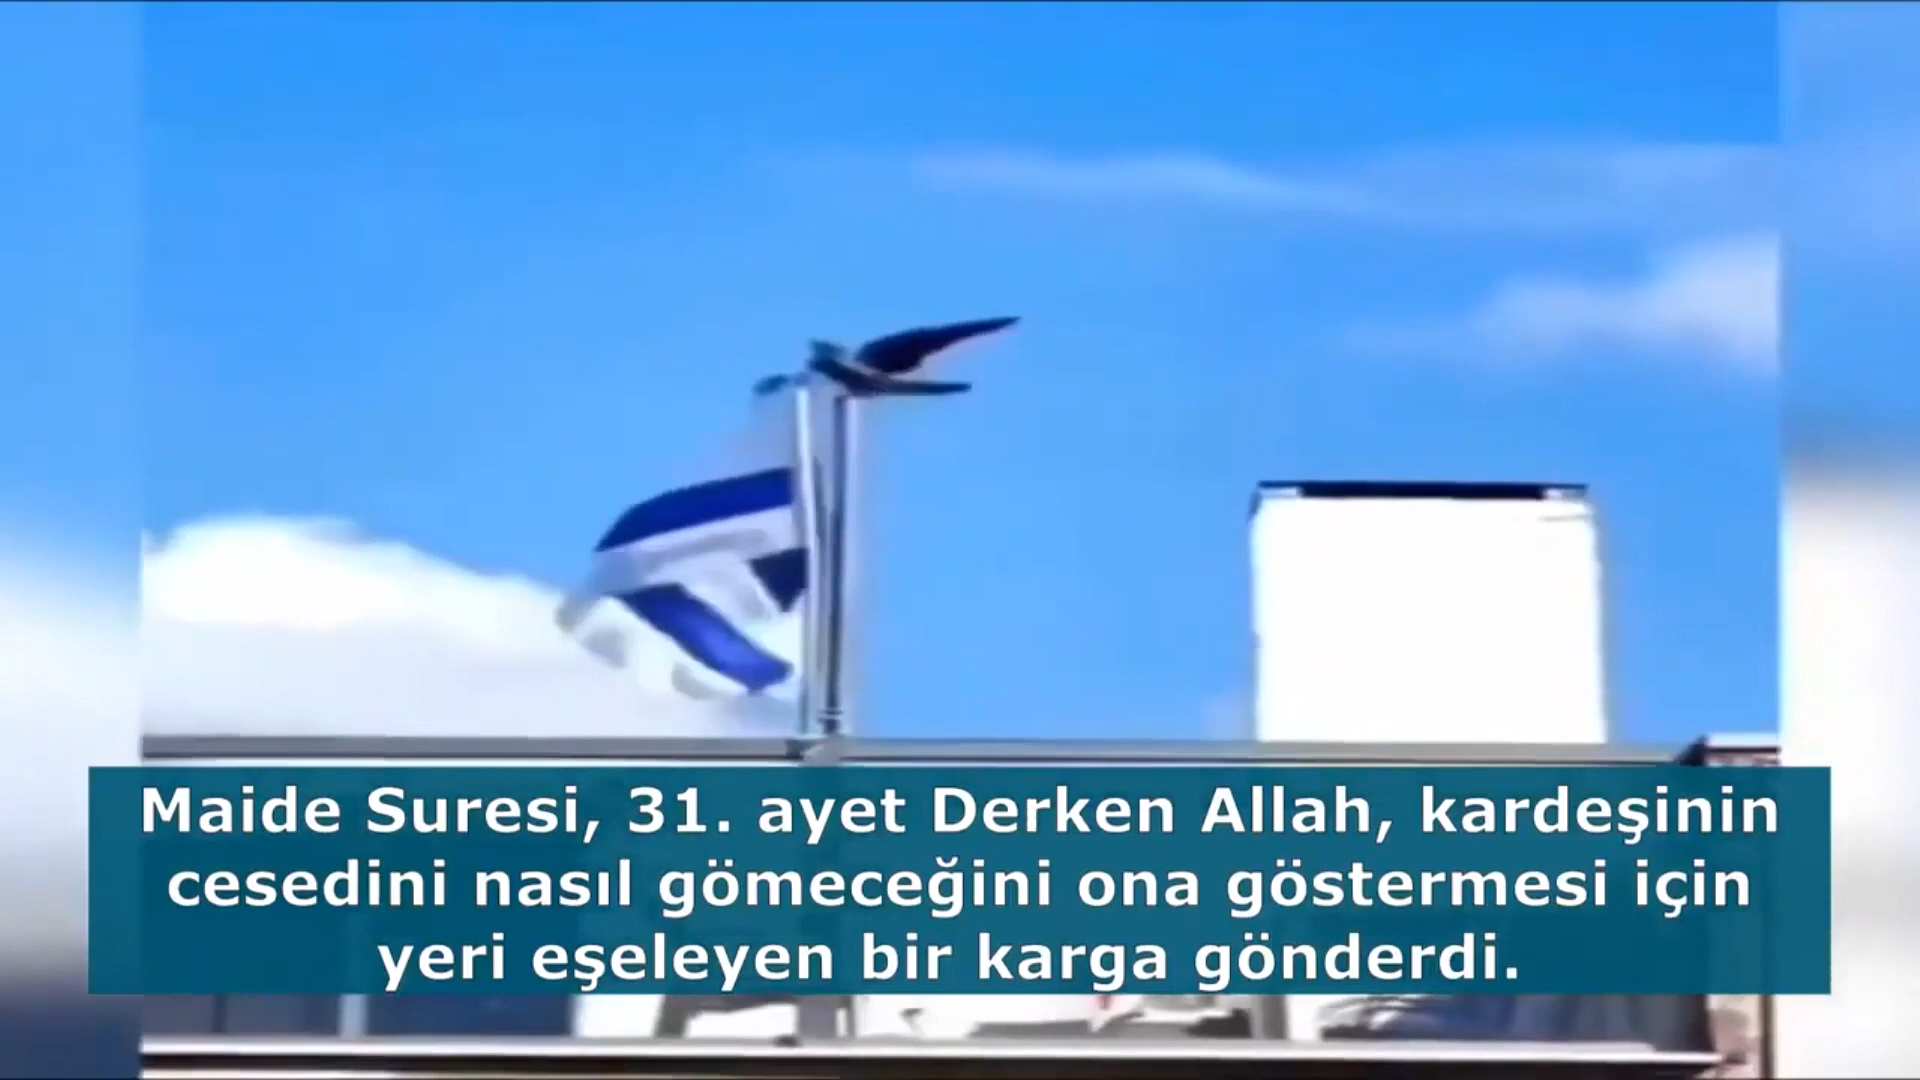 Maide Suresi, 31. ayet Derken Allah, kardeşinin
cesedini nasıl gömeceğini ona göstermesi için
yeri eşeleyen bir karga gönderdi.